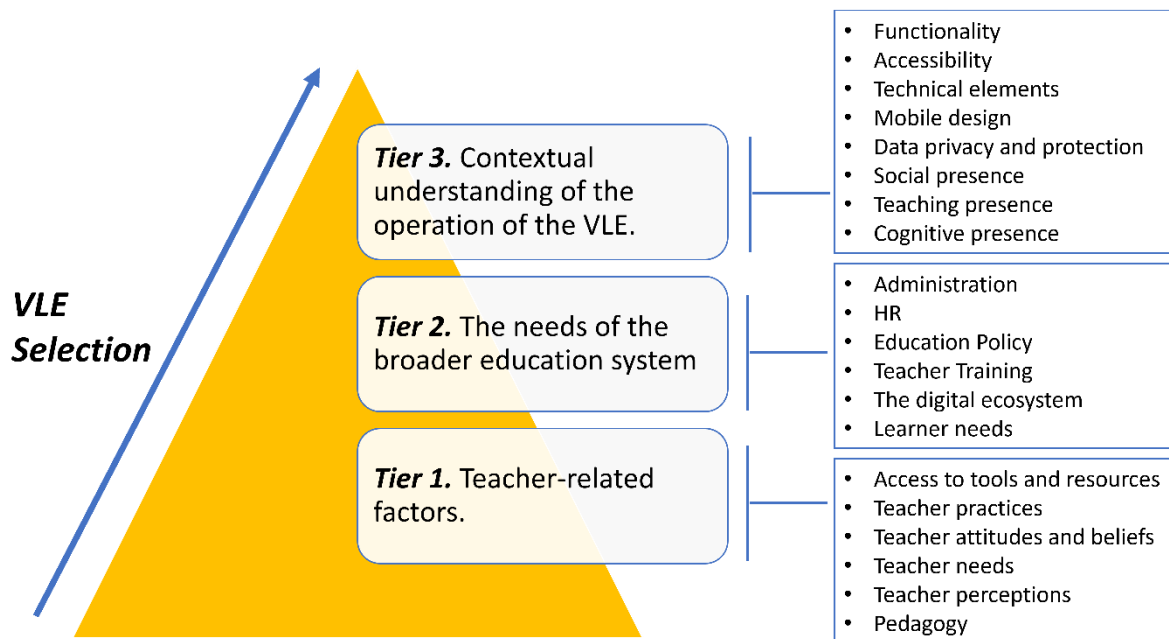 VLE
Selection
Tier 3. Contextual
understanding of the
operation of the VLE.
• Functionality
• Accessibility
• Technical elements
• Mobile design
• Data privacy and protection
• Social presence
• Teaching presence
• Cognitive presence
Tier 2. The needs of the
broader education system
• Administration
• HR
• Education Policy
• Teacher Training
• The digital ecosystem
• Learner needs
Tier 1. Teacher-related
factors.
• Access to tools and resources
• Teacher practices
• Teacher attitudes and beliefs
• Teacher needs
• Teacher perceptions
• Pedagogy